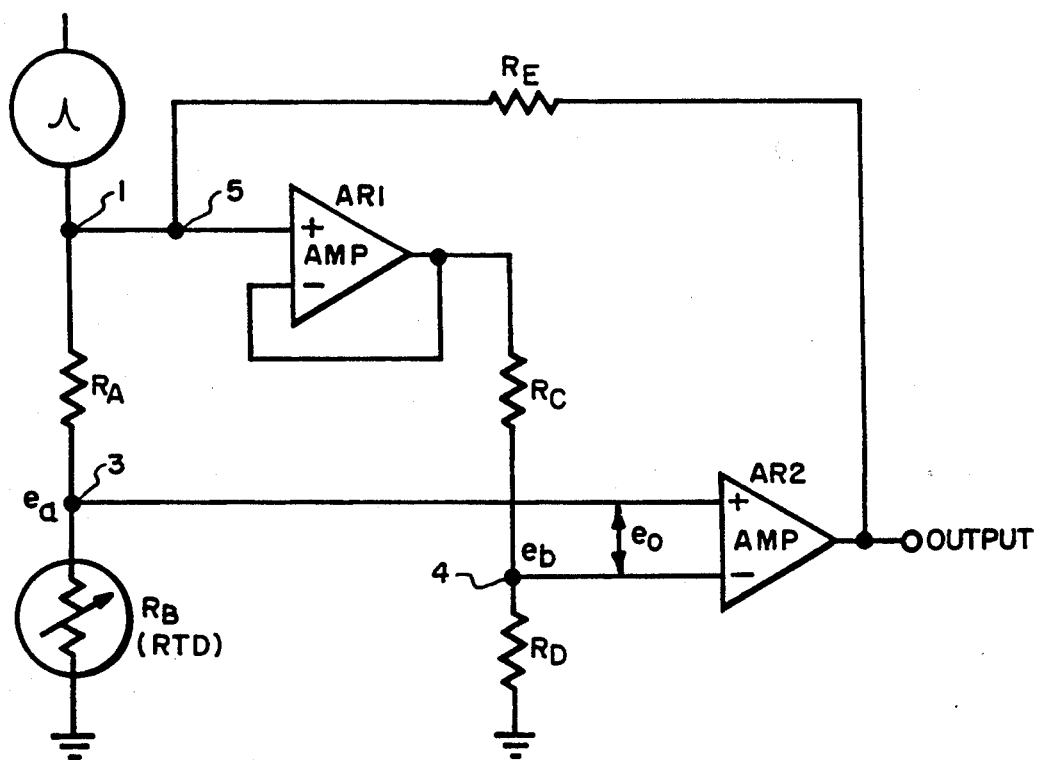 RE
1
5
AR1
+
AMP
−
RA
RC
3
ea
AR2
+
AMP
−
OUTPUT
eo
eb
4
RB
(RTD)
RD